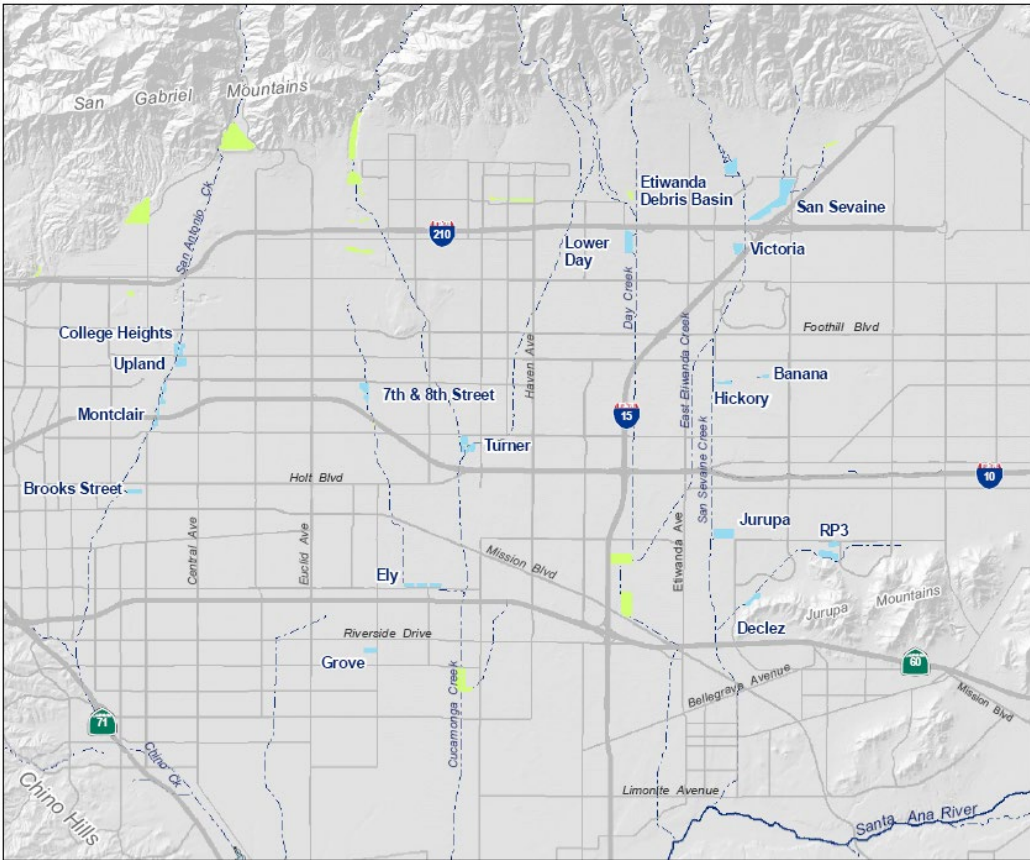 San Gabriel Mountains
San Antonio Ck
210
Etiwanda
Debris Basin
San Sevaine
Lower
Day
Victoria
Day Creek
College Heights
Upland
Montclair
7th & 8th Street
Haven Ave
Foothill Blvd
East Etiwanda Creek
Banana
Hickory
15
San Sevaine Creek
Turner
Holt Blvd
10
Brooks Street
Central Ave
Euclid Ave
Mission Blvd
Etiwanda Ave
Jurupa
RP3
Ely
Jurupa Mountains
Declez
Riverside Drive
Grove
60
Cucamonga Creek
Bellegrava Avenue
Mission Blvd
71
Chino Ck
Chino Hills
Limonite Avenue
Santa Ana River